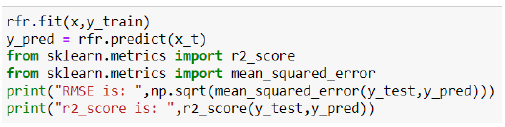 rfr.fit(x,y_train)
y_pred = rfr.predict(x_t)
from sklearn.metrics import r2_score
from sklearn.metrics import mean_squared_error
print("RMSE is: ",np.sqrt(mean_squared_error(y_test,y_pred)))
print("r2_score is: ",r2_score(y_test,y_pred))